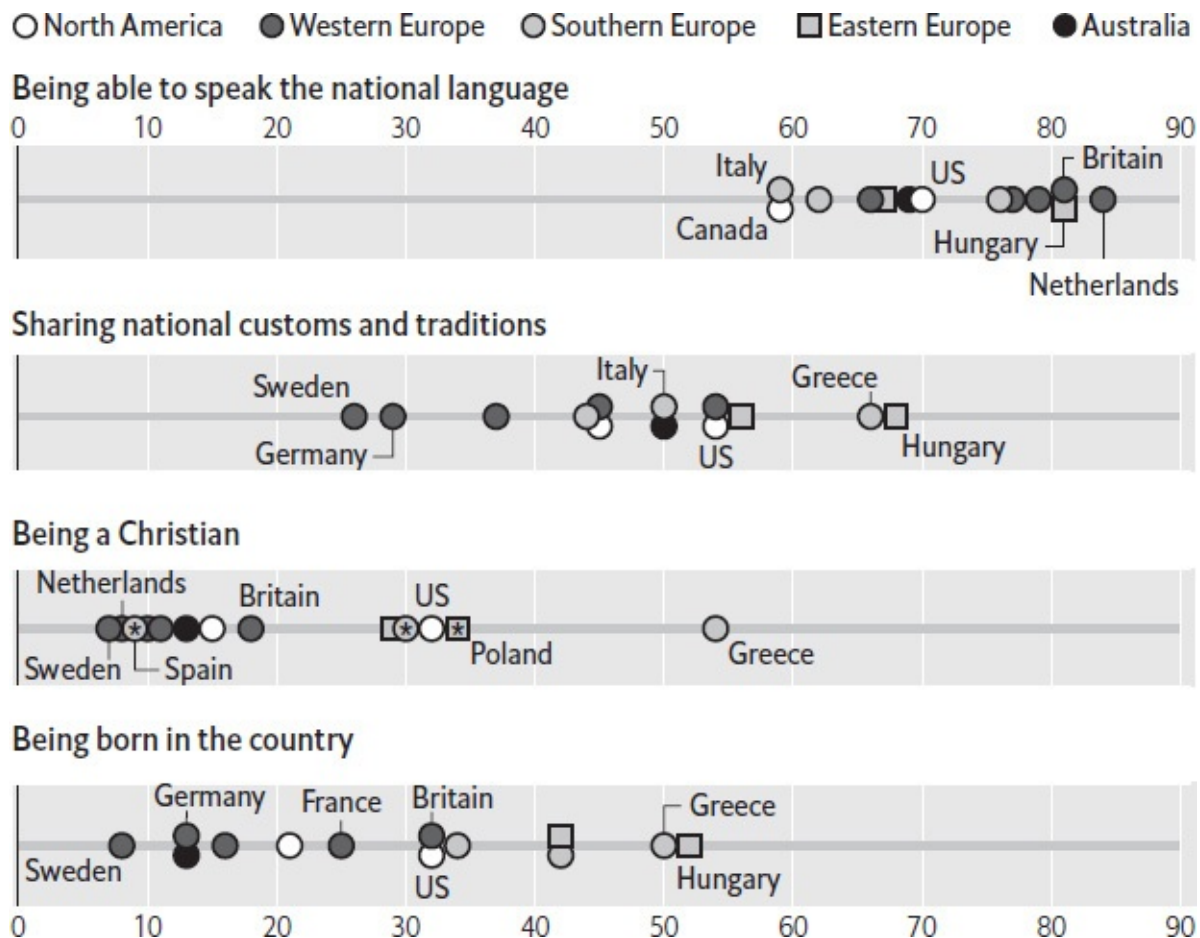 North America Western Europe Southern Europe Eastern Europe Australia
Being able to speak the national language
0 10 20 30 40 50 60 70 80 90
Italy US Britain
Canada Hungary
Netherlands
Sharing national customs and traditions
Sweden Italy Greece
Germany US Hungary
Being a Christian
Netherlands Britain US
* * *
Sweden Spain Poland Greece
Being born in the country
Germany France Britain Greece
Sweden US Hungary
0 10 20 30 40 50 60 70 80 90